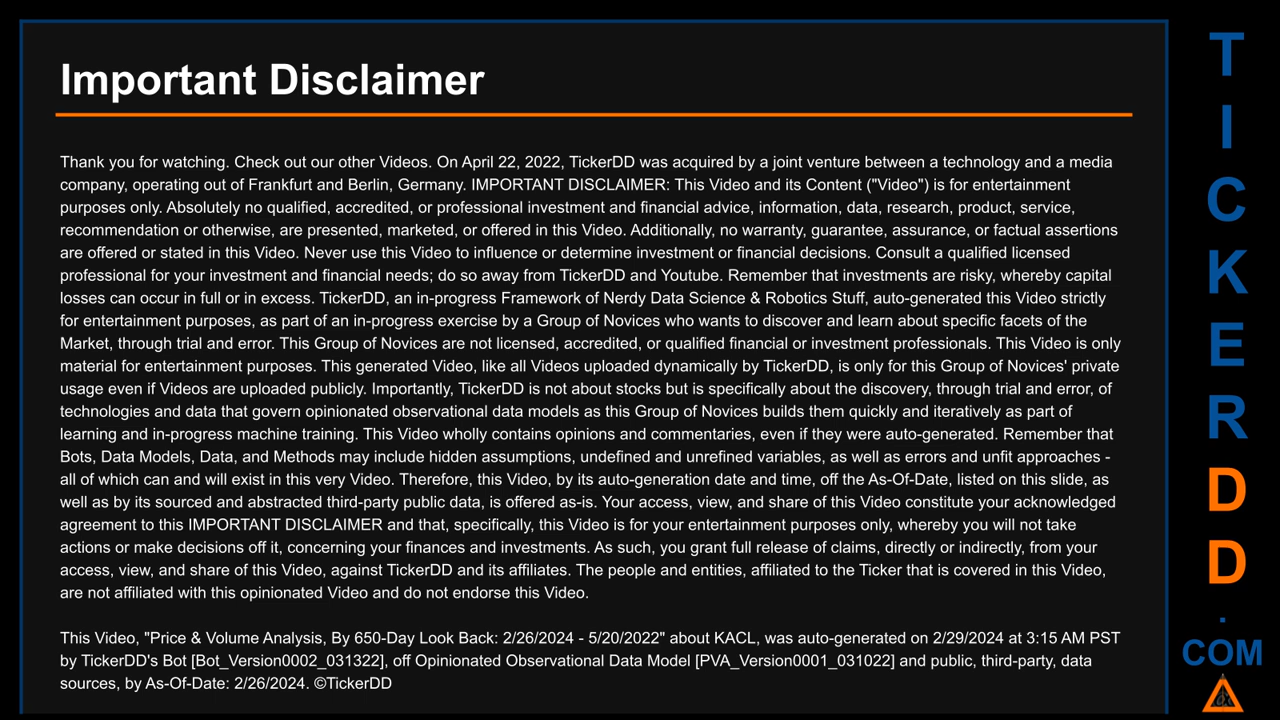 Important Disclaimer
Thank you for watching. Check out our other Videos. On April 22, 2022, TickerDD was acquired by a joint venture between a technology and a media
company, operating out of Frankfurt and Berlin, Germany. IMPORTANT DISCLAIMER: This Video and its Content ("Video") is for entertainment
purposes only. Absolutely no qualified, accredited, or professional investment and financial advice, information, data, research, product, service,
recommendation or otherwise, are presented, marketed, or offered in this Video. Additionally, no warranty, guarantee, assurance, or factual assertions
are offered or stated in this Video. Never use this Video to influence or determine investment or financial decisions. Consult a qualified licensed
professional for your investment and financial needs; do so away from TickerDD and Youtube. Remember that investments are risky, whereby capital
losses can occur in full or in excess. TickerDD, an in-progress Framework of Nerdy Data Science & Robotics Stuff, auto-generated this Video strictly
for entertainment purposes, as part of an in-progress exercise by a Group of Novices who wants to discover and learn about specific facets of the
Market, through trial and error. This Group of Novices are not licensed, accredited, or qualified financial or investment professionals. This Video is only
material for entertainment purposes. This generated Video, like all Videos uploaded dynamically by TickerDD, is only for this Group of Novices' private
usage even if Videos are uploaded publicly. Importantly, TickerDD is not about stocks but is specifically about the discovery, through trial and error, of
technologies and data that govern opinionated observational data models as this Group of Novices builds them quickly and iteratively as part of
learning and in-progress machine training. This Video wholly contains opinions and commentaries, even if they were auto-generated. Remember that
Bots, Data Models, Data, and Methods may include hidden assumptions, undefined and unrefined variables, as well as errors and unfit approaches -
all of which can and will exist in this very Video. Therefore, this Video, by its auto-generation date and time, off the As-Of-Date, listed on this slide, as
well as by its sourced and abstracted third-party public data, is offered as-is. Your access, view, and share of this Video constitute your acknowledged
agreement to this IMPORTANT DISCLAIMER and that, specifically, this Video is for your entertainment purposes only, whereby you will not take
actions or make decisions off it, concerning your finances and investments. As such, you grant full release of claims, directly or indirectly, from your
access, view, and share of this Video, against TickerDD and its affiliates. The people and entities, affiliated to the Ticker that is covered in this Video,
are not affiliated with this opinionated Video and do not endorse this Video.
This Video, "Price & Volume Analysis, By 650-Day Look Back: 2/26/2024 - 5/20/2022" about KACL, was auto-generated on 2/29/2024 at 3:15 AM PST
by TickerDD's Bot [Bot_Version0002_031322], off Opinionated Observational Data Model [PVA_Version0001_031022] and public, third-party, data
sources, by As-Of-Date: 2/26/2024. ©TickerDD
T
I
C
K
E
R
D
D
.
COM